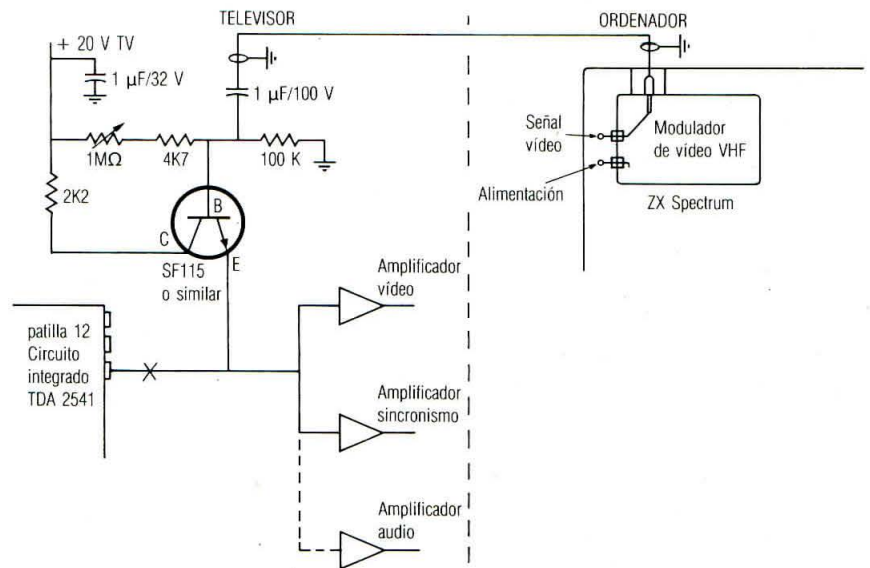 TELEVISOR
ORDENADOR
+ 20 V TV
1 µF/32 V
1 µF/100 V
1MΩ
4K7
100 K
2K2
B
C
E
SF115
o similar
Señal
vídeo
Alimentación
Modulador
de vídeo VHF
ZX Spectrum
patilla 12
Circuito
integrado
TDA 2541
Amplificador
vídeo
Amplificador
sincronismo
Amplificador
audio